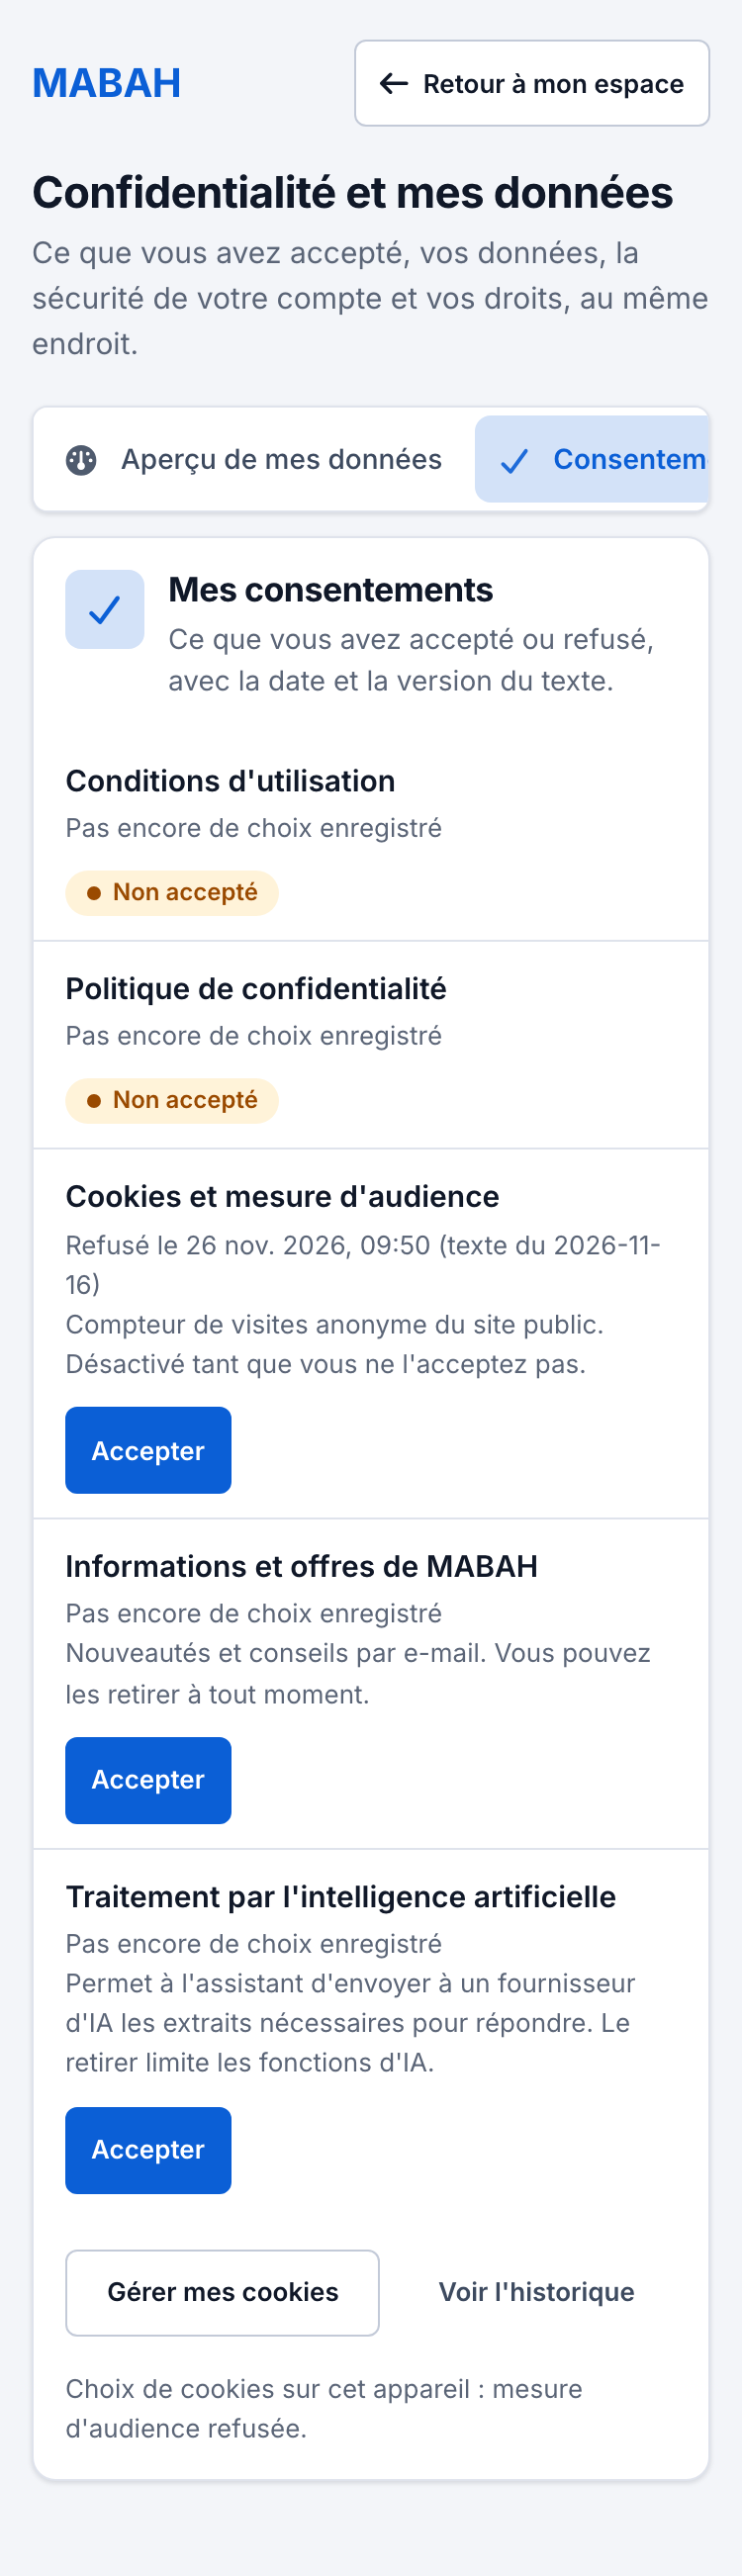 MABAH
Retour à mon espace
Confidentialité et mes données
Ce que vous avez accepté, vos données, la
sécurité de votre compte et vos droits, au même
endroit.
Aperçu de mes données
Consentem
Mes consentements
Ce que vous avez accepté ou refusé,
avec la date et la version du texte.
Conditions d'utilisation
Pas encore de choix enregistré
Non accepté
Politique de confidentialité
Pas encore de choix enregistré
Non accepté
Cookies et mesure d'audience
Refusé le 26 nov. 2026, 09:50 (texte du 2026-11-
16)
Compteur de visites anonyme du site public.
Désactivé tant que vous ne l'acceptez pas.
Accepter
Informations et offres de MABAH
Pas encore de choix enregistré
Nouveautés et conseils par e-mail. Vous pouvez
les retirer à tout moment.
Accepter
Traitement par l'intelligence artificielle
Pas encore de choix enregistré
Permet à l'assistant d'envoyer à un fournisseur
d'IA les extraits nécessaires pour répondre. Le
retirer limite les fonctions d'IA.
Accepter
Gérer mes cookies
Voir l'historique
Choix de cookies sur cet appareil : mesure
d'audience refusée.